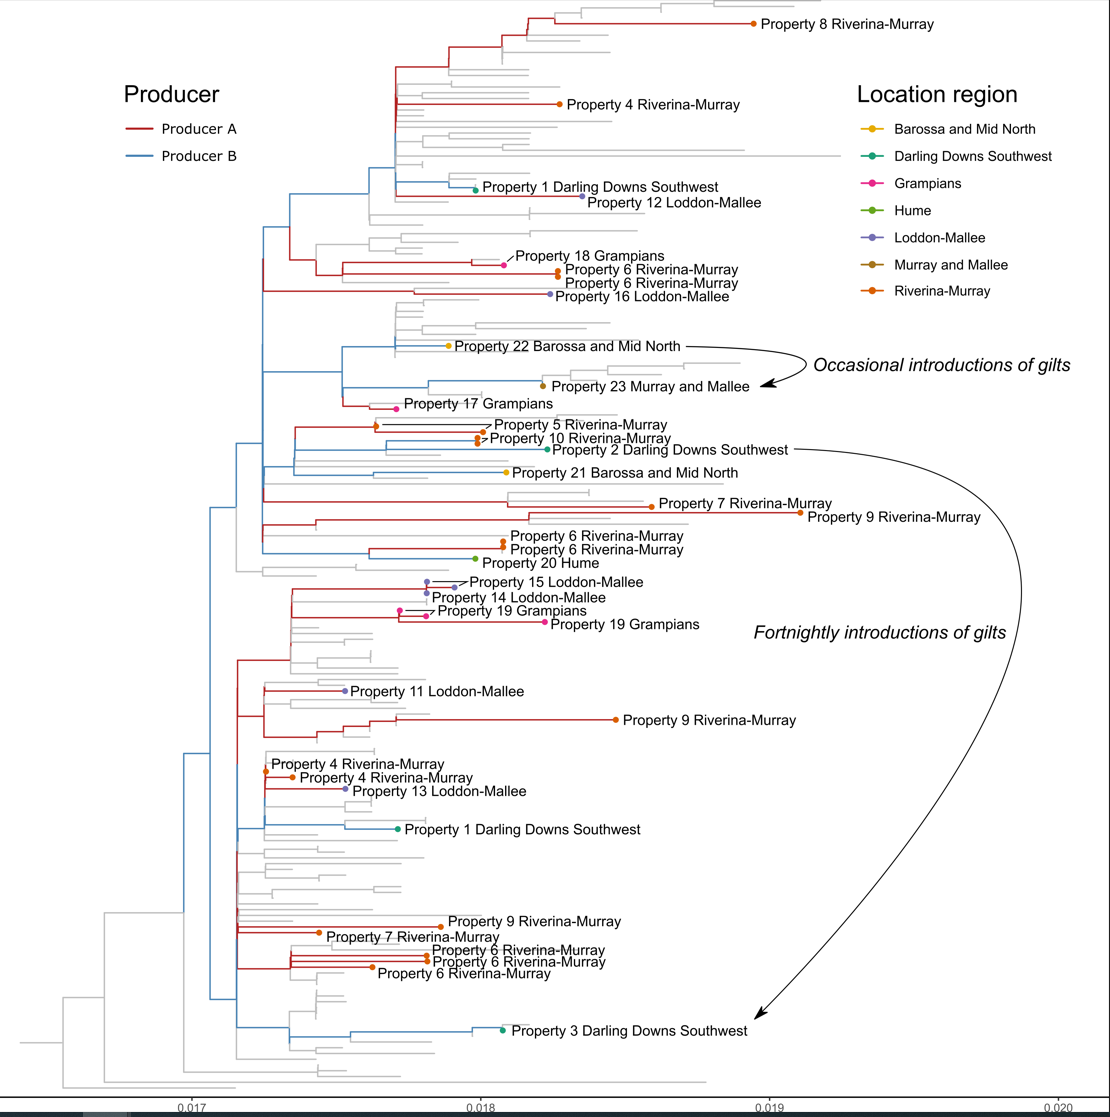 Property 8 Riverina-Murray
Producer
Producer A
Producer B
Location region
Barossa and Mid North
Darling Downs Southwest
Grampians
Hume
Loddon-Mallee
Murray and Mallee
Riverina-Murray
Property 4 Riverina-Murray
Property 1 Darling Downs Southwest
Property 12 Loddon-Mallee
Property 18 Grampians
Property 6 Riverina-Murray
Property 6 Riverina-Murray
Property 16 Loddon-Mallee
Property 22 Barossa and Mid North
Occasional introductions of gilts
Property 23 Murray and Mallee
Property 17 Grampians
Property 5 Riverina-Murray
Property 10 Riverina-Murray
Property 2 Darling Downs Southwest
Property 21 Barossa and Mid North
Property 7 Riverina-Murray
Property 9 Riverina-Murray
Property 6 Riverina-Murray
Property 6 Riverina-Murray
Property 20 Hume
Property 15 Loddon-Mallee
Property 14 Loddon-Mallee
Property 19 Grampians
Property 19 Grampians
Fortnightly introductions of gilts
Property 11 Loddon-Mallee
Property 9 Riverina-Murray
Property 4 Riverina-Murray
Property 4 Riverina-Murray
Property 13 Loddon-Mallee
Property 1 Darling Downs Southwest
Property 9 Riverina-Murray
Property 7 Riverina-Murray
Property 6 Riverina-Murray
Property 6 Riverina-Murray
Property 6 Riverina-Murray
Property 3 Darling Downs Southwest
0.017 0.018 0.019 0.020